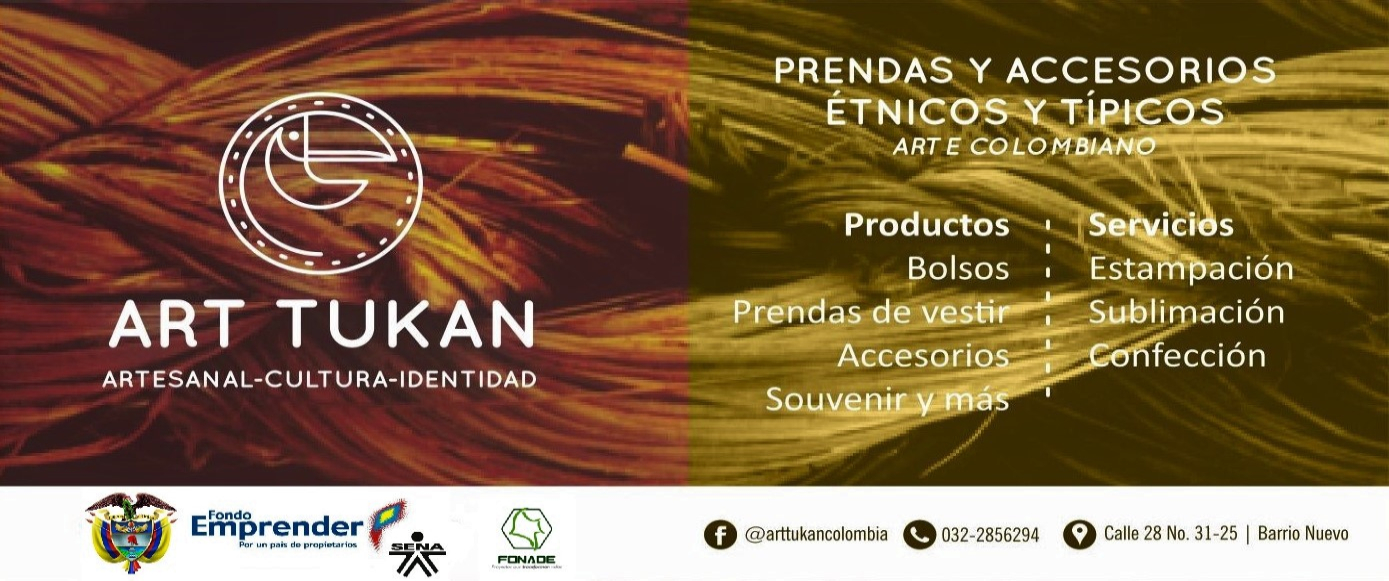 ART TUKAN
ARTESANAL-CULTURA-IDENTIDAD
PRENDAS Y ACCESORIOS
ÉTNICOS Y TÍPICOS
ARTE COLOMBIANO
Productos
Bolsos
Prendas de vestir
Accesorios
Souvenir y más
Servicios
Estampación
Sublimación
Confección
Fondo
Emprender
Por un país de propietarios
SENA
FONADE
@arttukancolombia
032-2856294
Calle 28 No. 31-25 | Barrio Nuevo